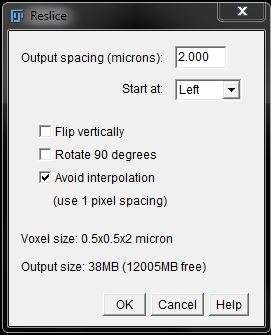 Reslice
Output spacing (microns): 2.000
Start at: Left
Flip vertically
Rotate 90 degrees
Avoid interpolation
(use 1 pixel spacing)
Voxel size: 0.5x0.5x2 micron
Output size: 38MB (12005MB free)
OK Cancel Help